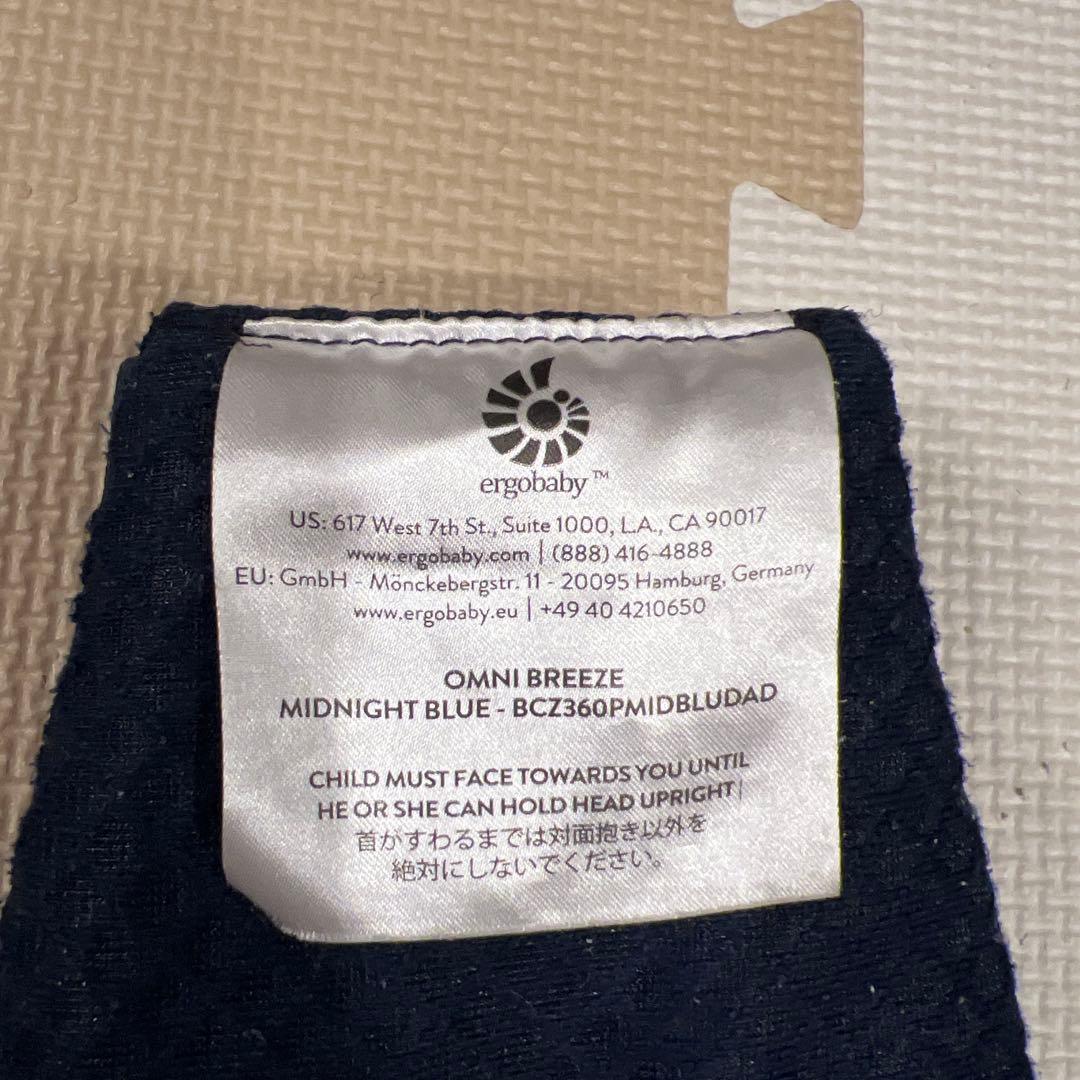 ergobaby™
US: 617 West 7th St., Suite 1000, L.A., CA 90017
www.ergobaby.com | (888) 416-4888
EU: GmbH - Mönckebergstr. 11 - 20095 Hamburg, Germany
www.ergobaby.eu | +49 40 4210650
OMNI BREEZE
MIDNIGHT BLUE - BCZ360PMIDBLUDAD
CHILD MUST FACE TOWARDS YOU UNTIL
HE OR SHE CAN HOLD HEAD UPRIGHT|
首がすわるまでは対面抱き以外を
絶対にしないでください。